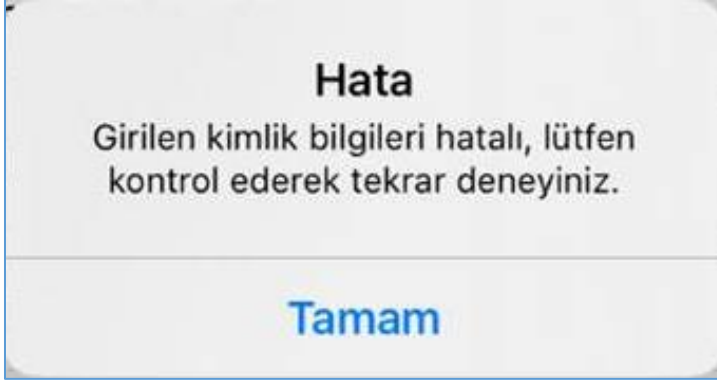 Hata
Girilen kimlik bilgileri hatalı, lütfen
kontrol ederek tekrar deneyiniz.
Tamam